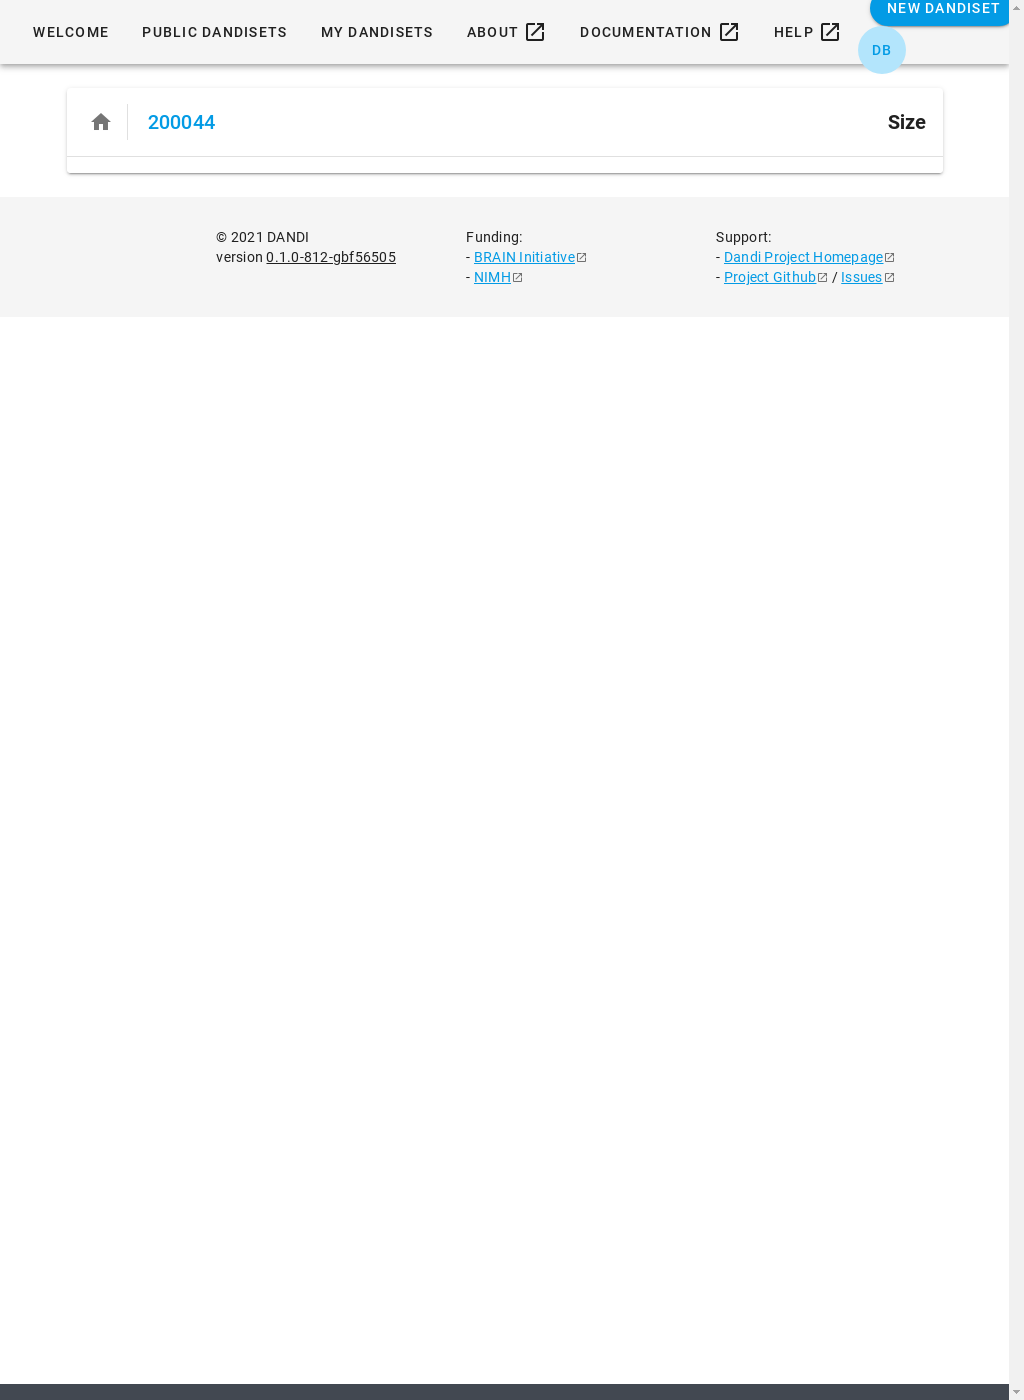 NEW DANDISET
WELCOME PUBLIC DANDISETS MY DANDISETS ABOUT DOCUMENTATION HELP
DB
200044 Size
© 2021 DANDI
version 0.1.0-812-gbf56505
Funding:
- BRAIN Initiative
- NIMH
Support:
- Dandi Project Homepage
- Project Github / Issues